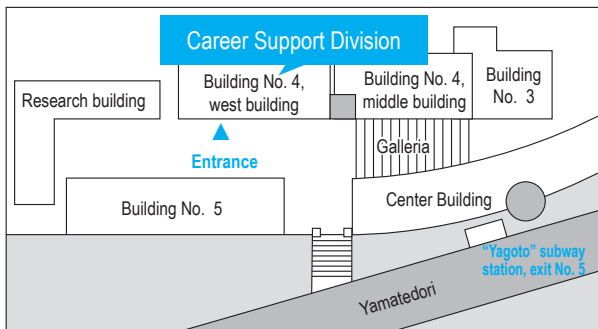 Career Support Division
Building No. 4,
west building
Building No. 4,
middle building
Building
No. 3
Research building
Entrance
Galleria
Building No. 5
Center Building
"Yagoto" subway
station, exit No. 5
Yamatedori